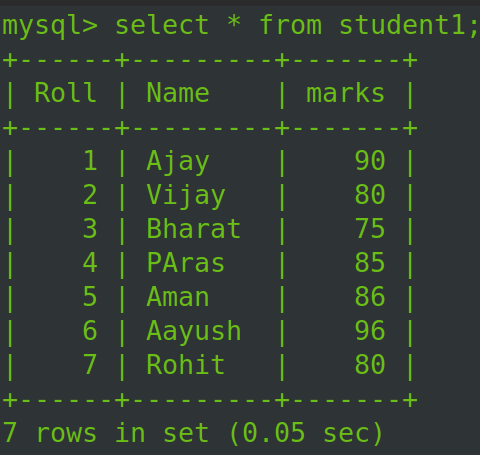 mysql> select * from student1;
+------+---------+-------+
| Roll | Name    | marks |
+------+---------+-------+
|    1 | Ajay    |    90 |
|    2 | Vijay   |    80 |
|    3 | Bharat  |    75 |
|    4 | PAras   |    85 |
|    5 | Aman    |    86 |
|    6 | Aayush  |    96 |
|    7 | Rohit   |    80 |
+------+---------+-------+
7 rows in set (0.05 sec)